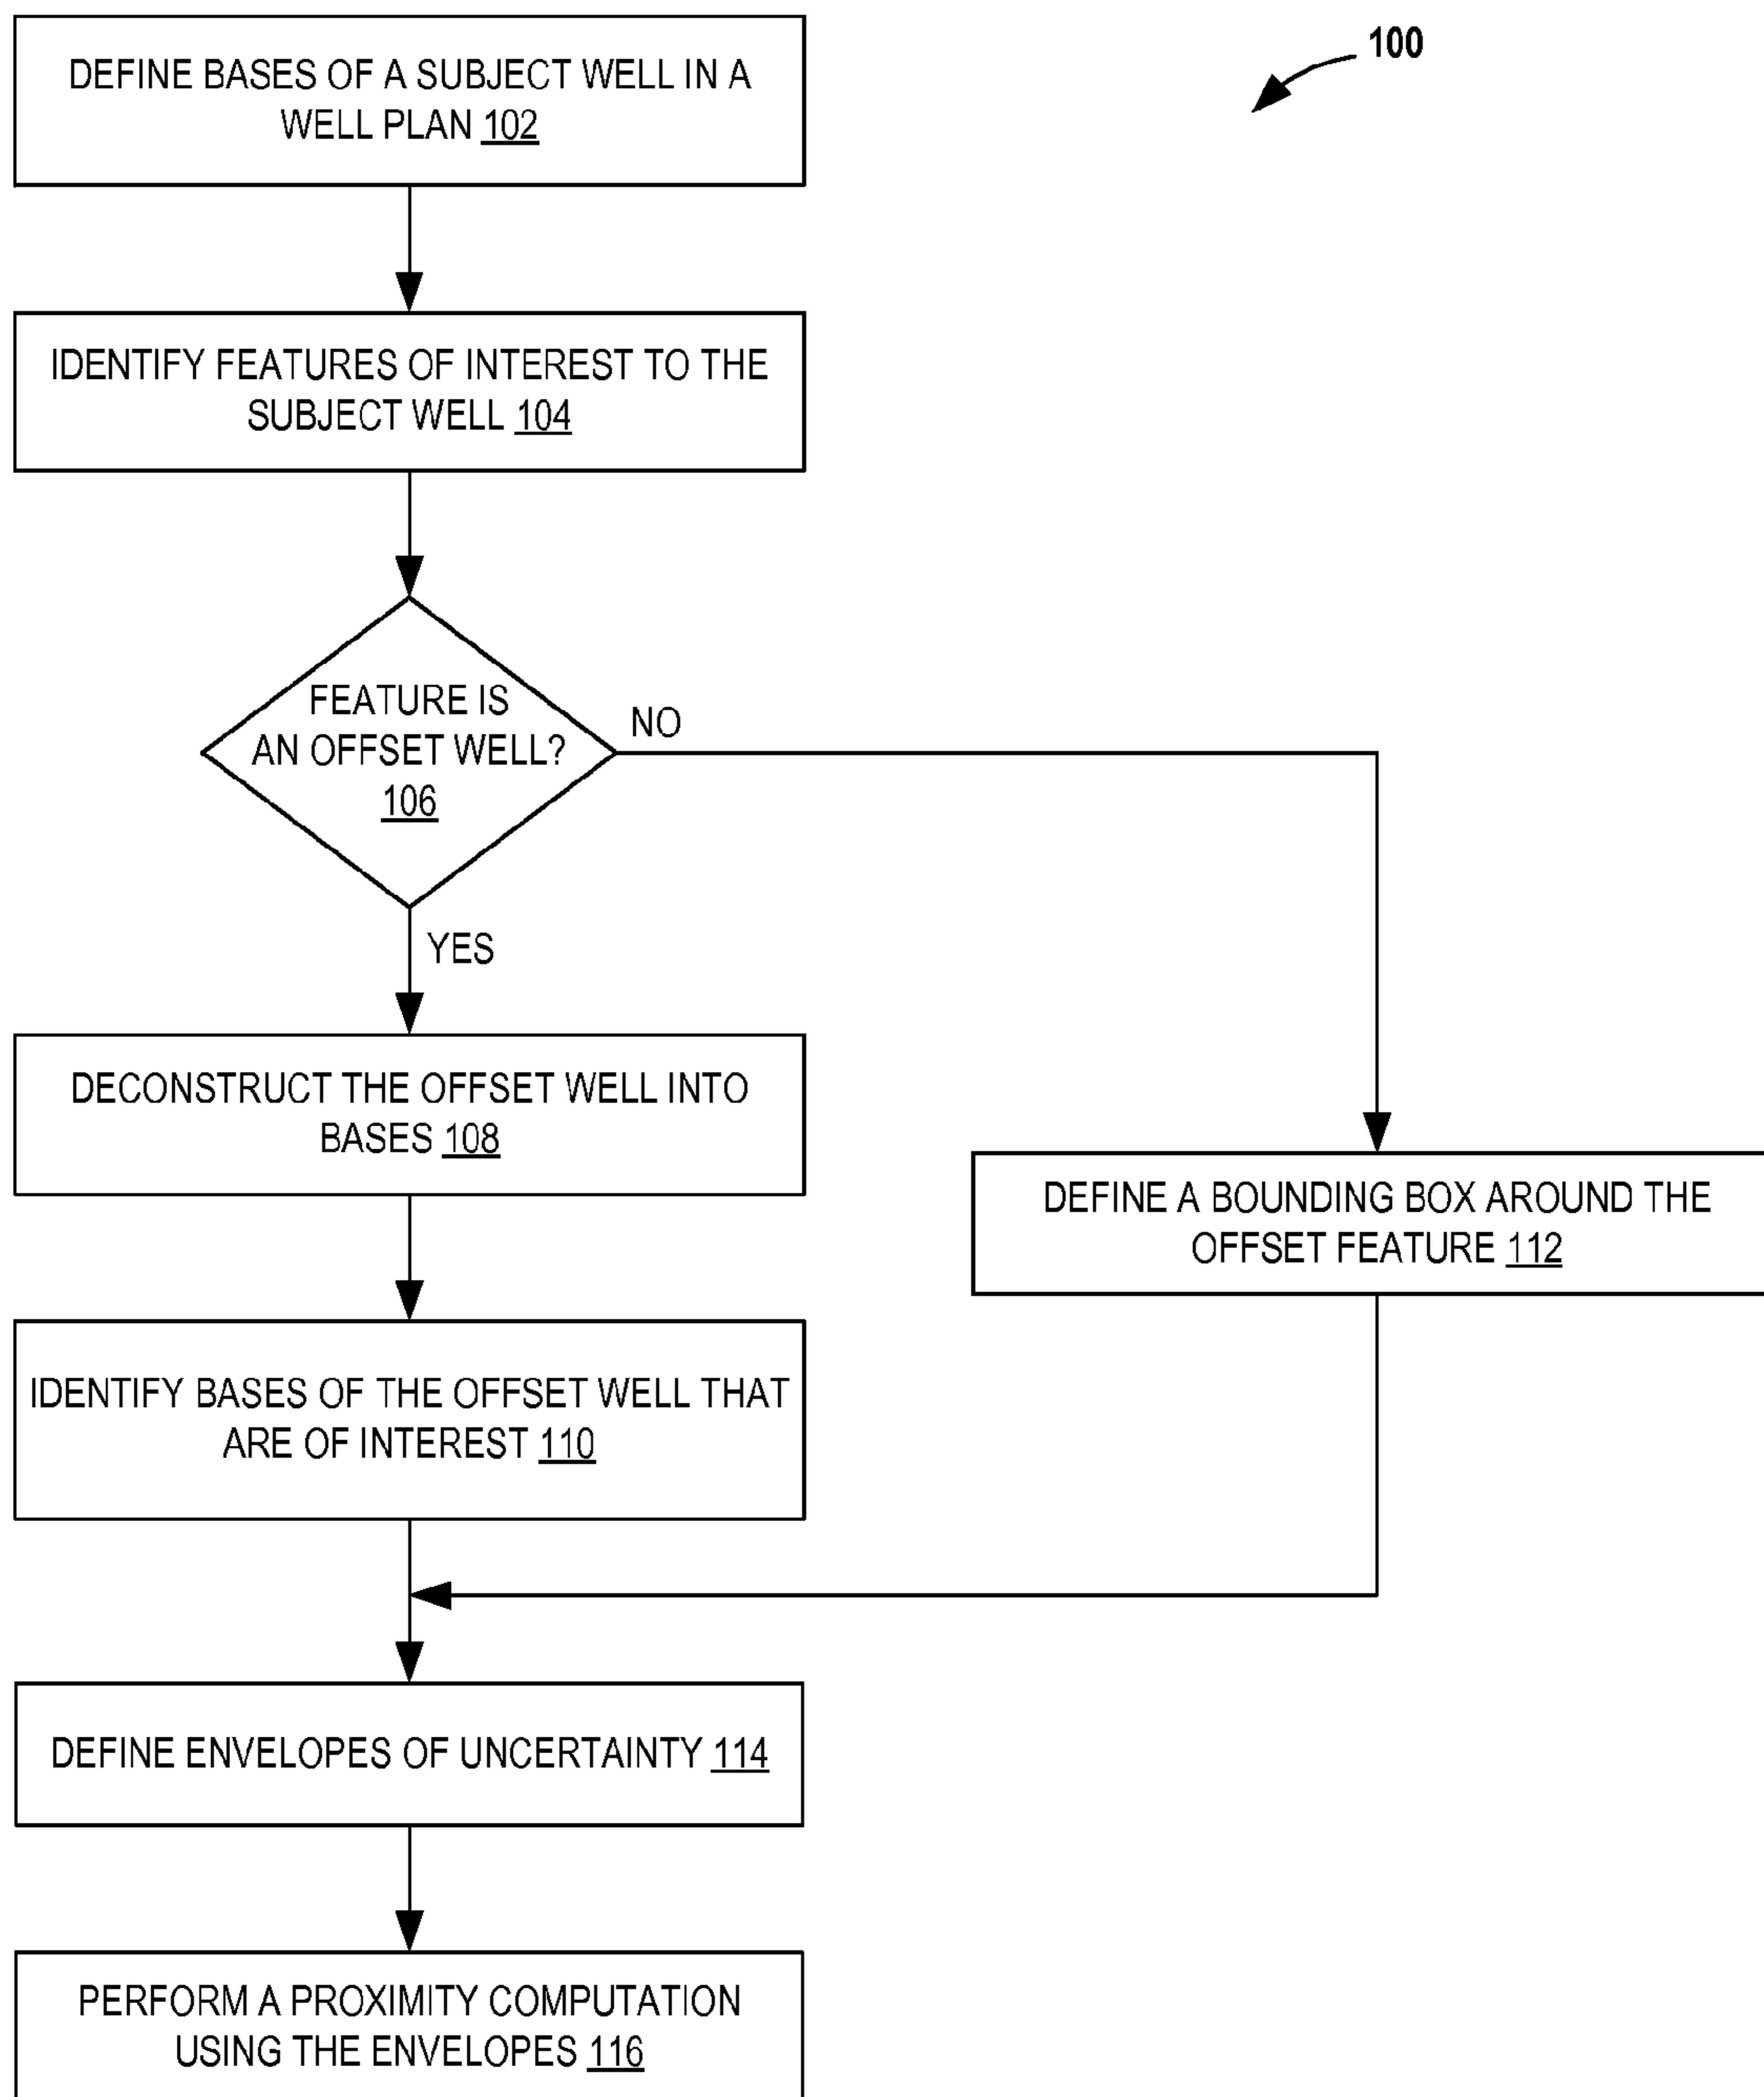 100
DEFINE BASES OF A SUBJECT WELL IN A
WELL PLAN 102
IDENTIFY FEATURES OF INTEREST TO THE
SUBJECT WELL 104
FEATURE IS
AN OFFSET WELL?
106
NO
YES
DECONSTRUCT THE OFFSET WELL INTO
BASES 108
DEFINE A BOUNDING BOX AROUND THE
OFFSET FEATURE 112
IDENTIFY BASES OF THE OFFSET WELL THAT
ARE OF INTEREST 110
DEFINE ENVELOPES OF UNCERTAINTY 114
PERFORM A PROXIMITY COMPUTATION
USING THE ENVELOPES 116